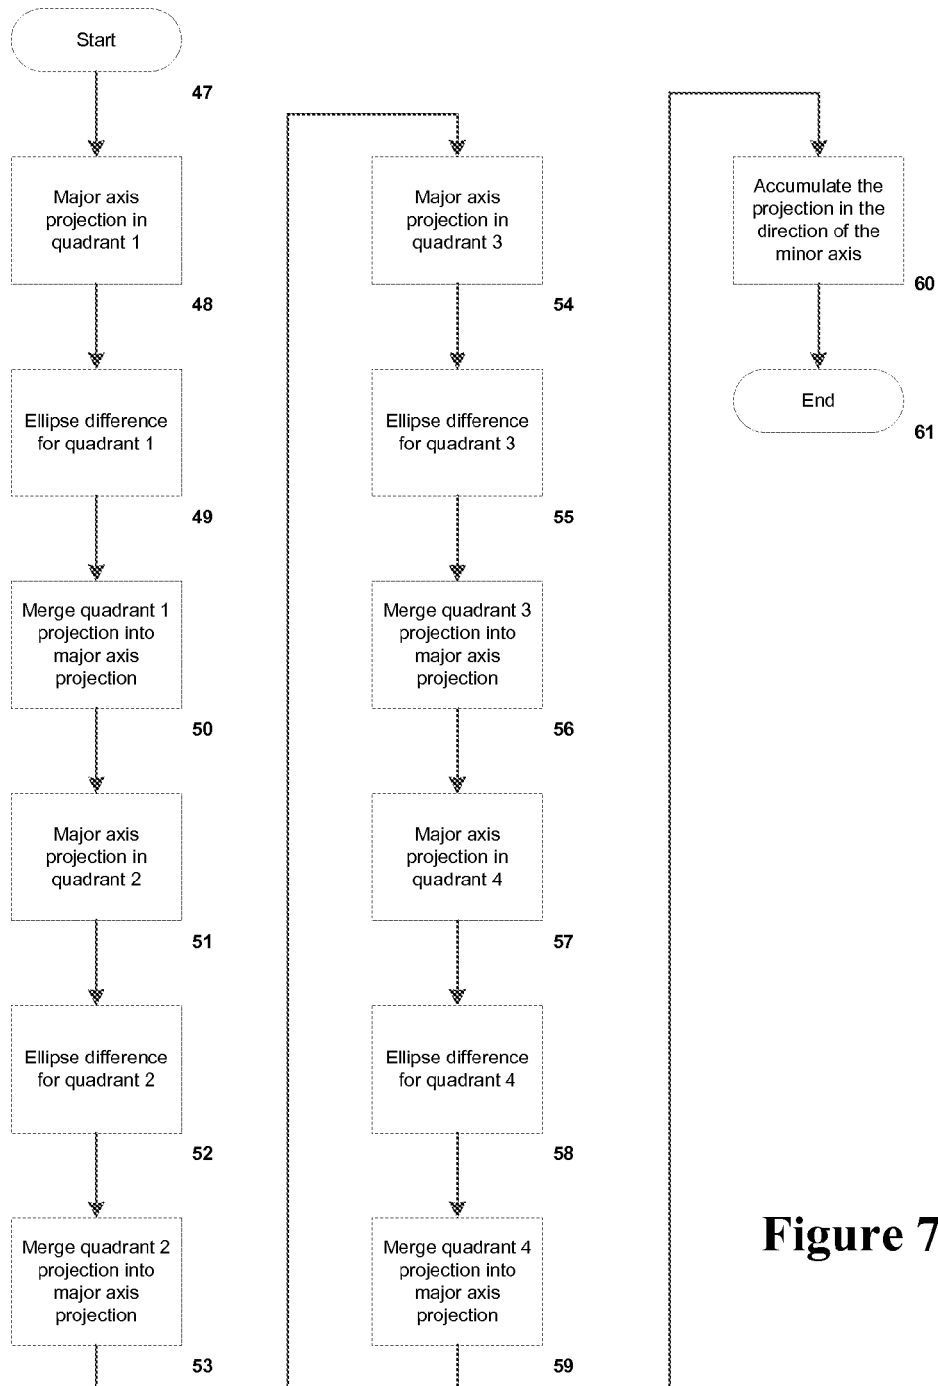 Start
47
Major axis
projection in
quadrant 1
48
Ellipse difference
for quadrant 1
49
Merge quadrant 1
projection into
major axis
projection
50
Major axis
projection in
quadrant 2
51
Ellipse difference
for quadrant 2
52
Merge quadrant 2
projection into
major axis
projection
53
Major axis
projection in
quadrant 3
54
Ellipse difference
for quadrant 3
55
Merge quadrant 3
projection into
major axis
projection
56
Major axis
projection in
quadrant 4
57
Ellipse difference
for quadrant 4
58
Merge quadrant 4
projection into
major axis
projection
59
Accumulate the
projection in the
direction of the
minor axis
60
End
61
Figure 7